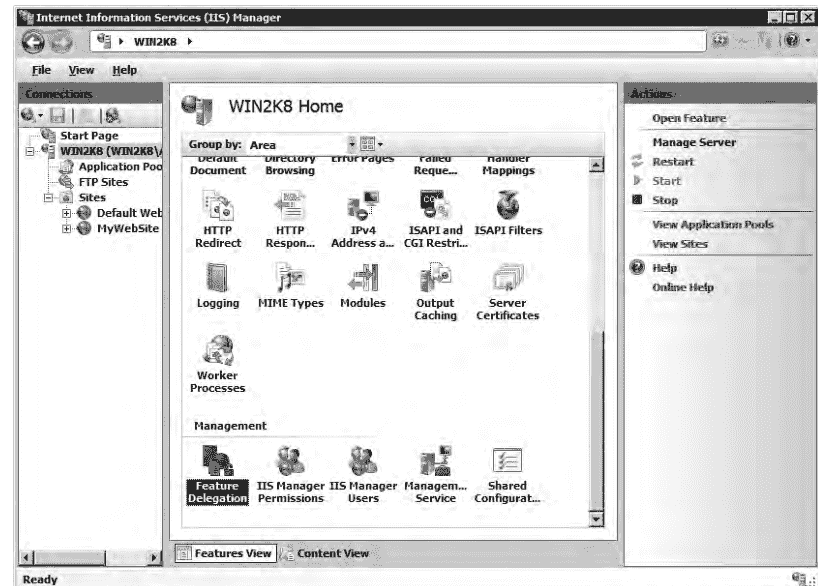 Internet Information Services (IIS) Manager
WIN2K8
File View Help
Connections
Start Page
WIN2K8 (WIN2K8\
Application Poo
FTP Sites
Sites
Default Web
MyWebSite
WIN2K8 Home
Group by: Area
Default Document
Directory Browsing
Error Pages
Failed Reque...
Handler Mappings
HTTP Redirect
HTTP Respon...
IPv4 Address a...
ISAPI and CGI Restri...
ISAPI Filters
Logging
MIME Types
Modules
Output Caching
Server Certificates
Worker Processes
Management
Feature Delegation
IIS Manager Permissions
IIS Manager Users
Managem... Service
Shared Configurat...
Features View
Content View
Actions
Open Feature
Manage Server
Restart
Start
Stop
View Application Pools
View Sites
Help
Online Help
Ready